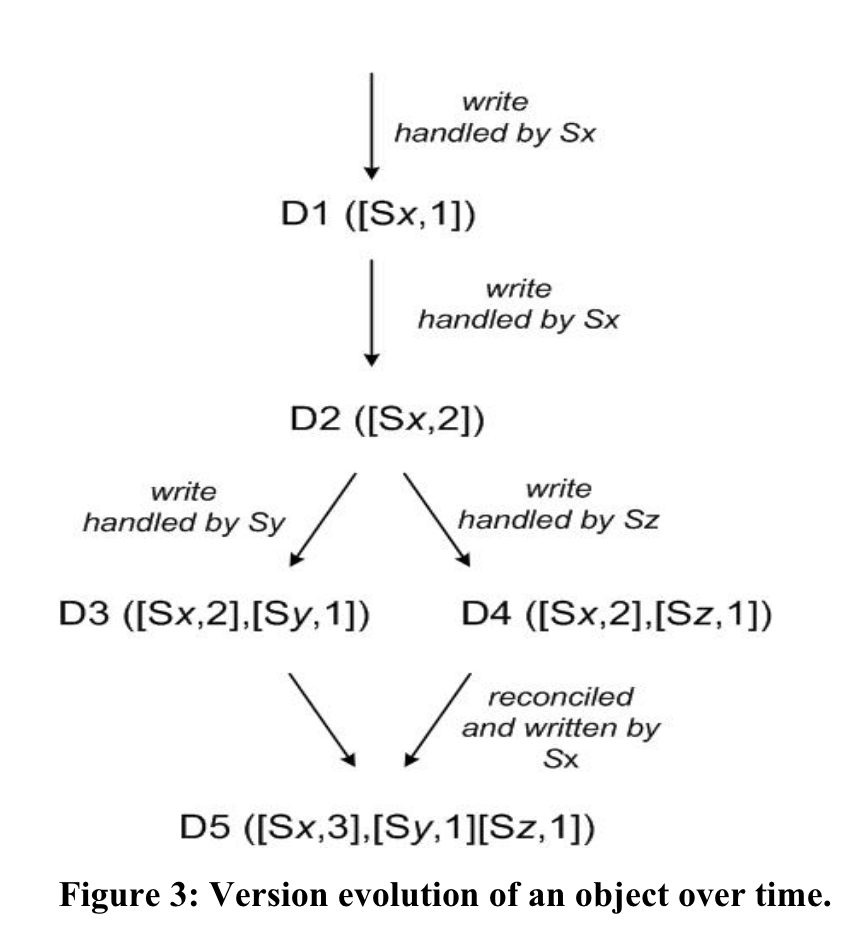 write
handled by Sx
D1 ([Sx,1])
write
handled by Sx
D2 ([Sx,2])
write
handled by Sy
write
handled by Sz
D3 ([Sx,2],[Sy,1])
D4 ([Sx,2],[Sz,1])
reconciled
and written by
Sx
D5 ([Sx,3],[Sy,1][Sz,1])
Figure 3: Version evolution of an object over time.